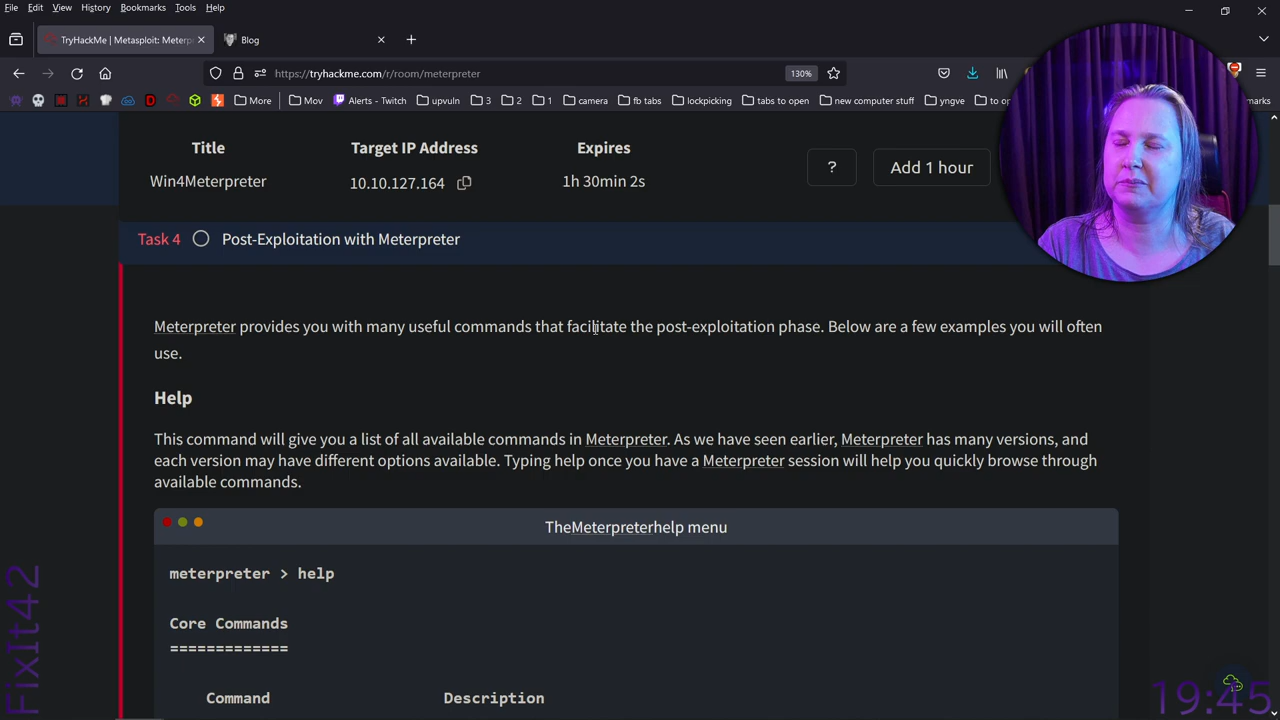 File Edit View History Bookmarks Tools Help
TryHackMe | Metasploit: Meterpr
Blog
https://tryhackme.com/r/room/meterpreter
130%
More Mov Alerts - Twitch upvuln 3 2 1 camera fb tabs lockpicking tabs to open new computer stuff yngve to op
marks
Title Target IP Address Expires
Win4Meterpreter 10.10.127.164 1h 30min 2s
? Add 1 hour
Task 4 Post-Exploitation with Meterpreter
Meterpreter provides you with many useful commands that facilitate the post-exploitation phase. Below are a few examples you will often
use.
Help
This command will give you a list of all available commands in Meterpreter. As we have seen earlier, Meterpreter has many versions, and
each version may have different options available. Typing help once you have a Meterpreter session will help you quickly browse through
available commands.
TheMeterpreterhelp menu
meterpreter > help
Core Commands
=============
Command Description
FixIt42
19:45